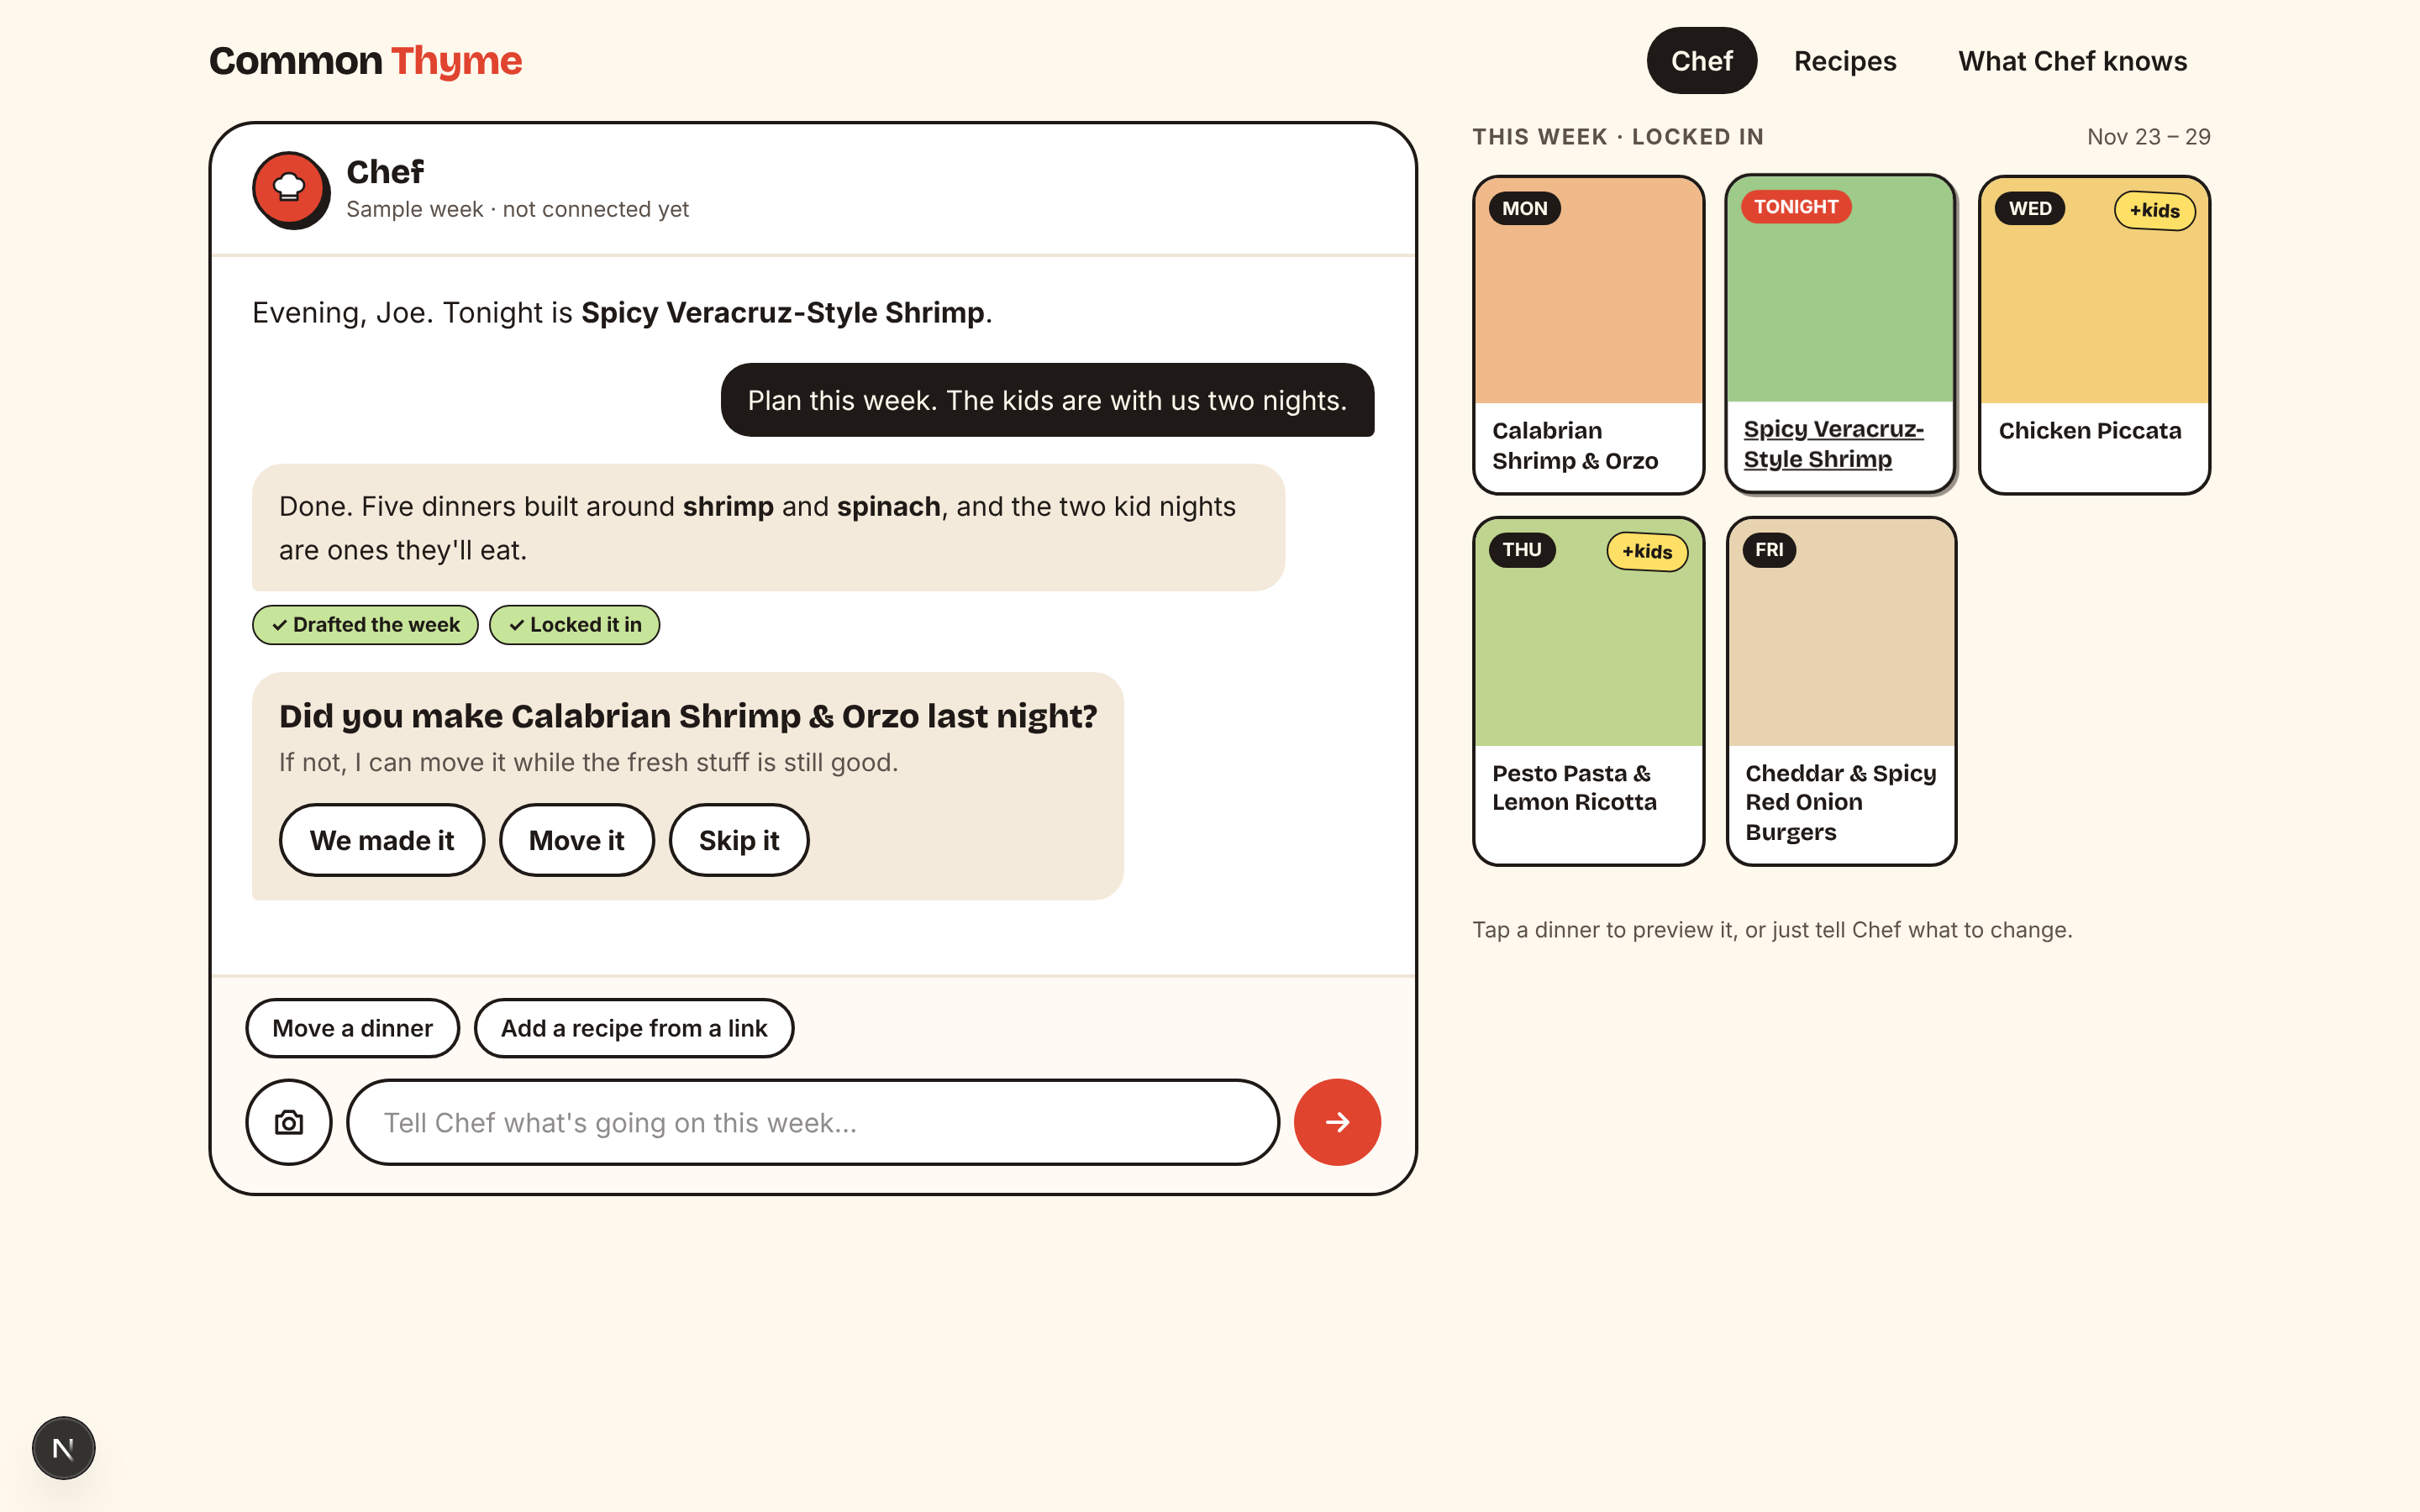 Common Thyme
Chef
Recipes
What Chef knows
Chef
Sample week · not connected yet
Evening, Joe. Tonight is Spicy Veracruz-Style Shrimp.
Plan this week. The kids are with us two nights.
Done. Five dinners built around shrimp and spinach, and the two kid nights
are ones they'll eat.
✓ Drafted the week
✓ Locked it in
Did you make Calabrian Shrimp & Orzo last night?
If not, I can move it while the fresh stuff is still good.
We made it
Move it
Skip it
Move a dinner
Add a recipe from a link
Tell Chef what's going on this week...
THIS WEEK · LOCKED IN
Nov 23 – 29
MON
Calabrian
Shrimp & Orzo
TONIGHT
Spicy Veracruz-
Style Shrimp
WED
+kids
Chicken Piccata
THU
+kids
Pesto Pasta &
Lemon Ricotta
FRI
Cheddar & Spicy
Red Onion
Burgers
Tap a dinner to preview it, or just tell Chef what to change.
N